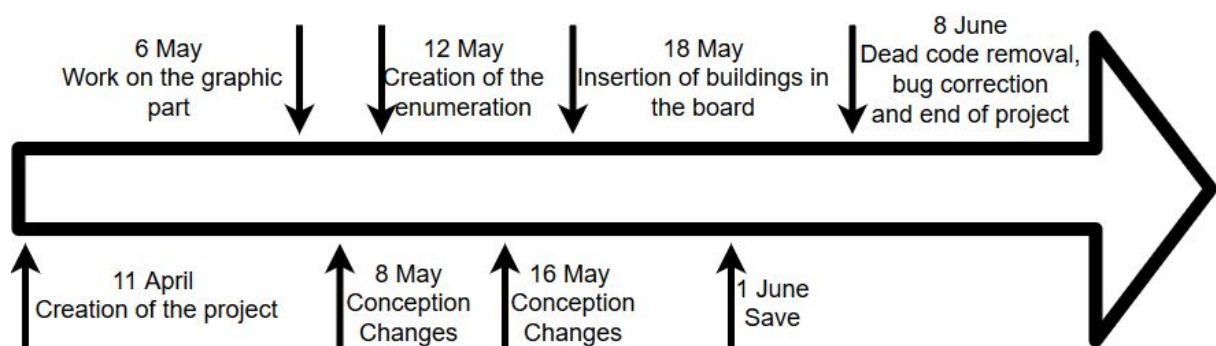 6 May
Work on the graphic
part
12 May
Creation of the
enumeration
18 May
Insertion of buildings in
the board
8 June
Dead code removal,
bug correction
and end of project
11 April
Creation of the project
8 May
Conception
Changes
16 May
Conception
Changes
1 June
Save